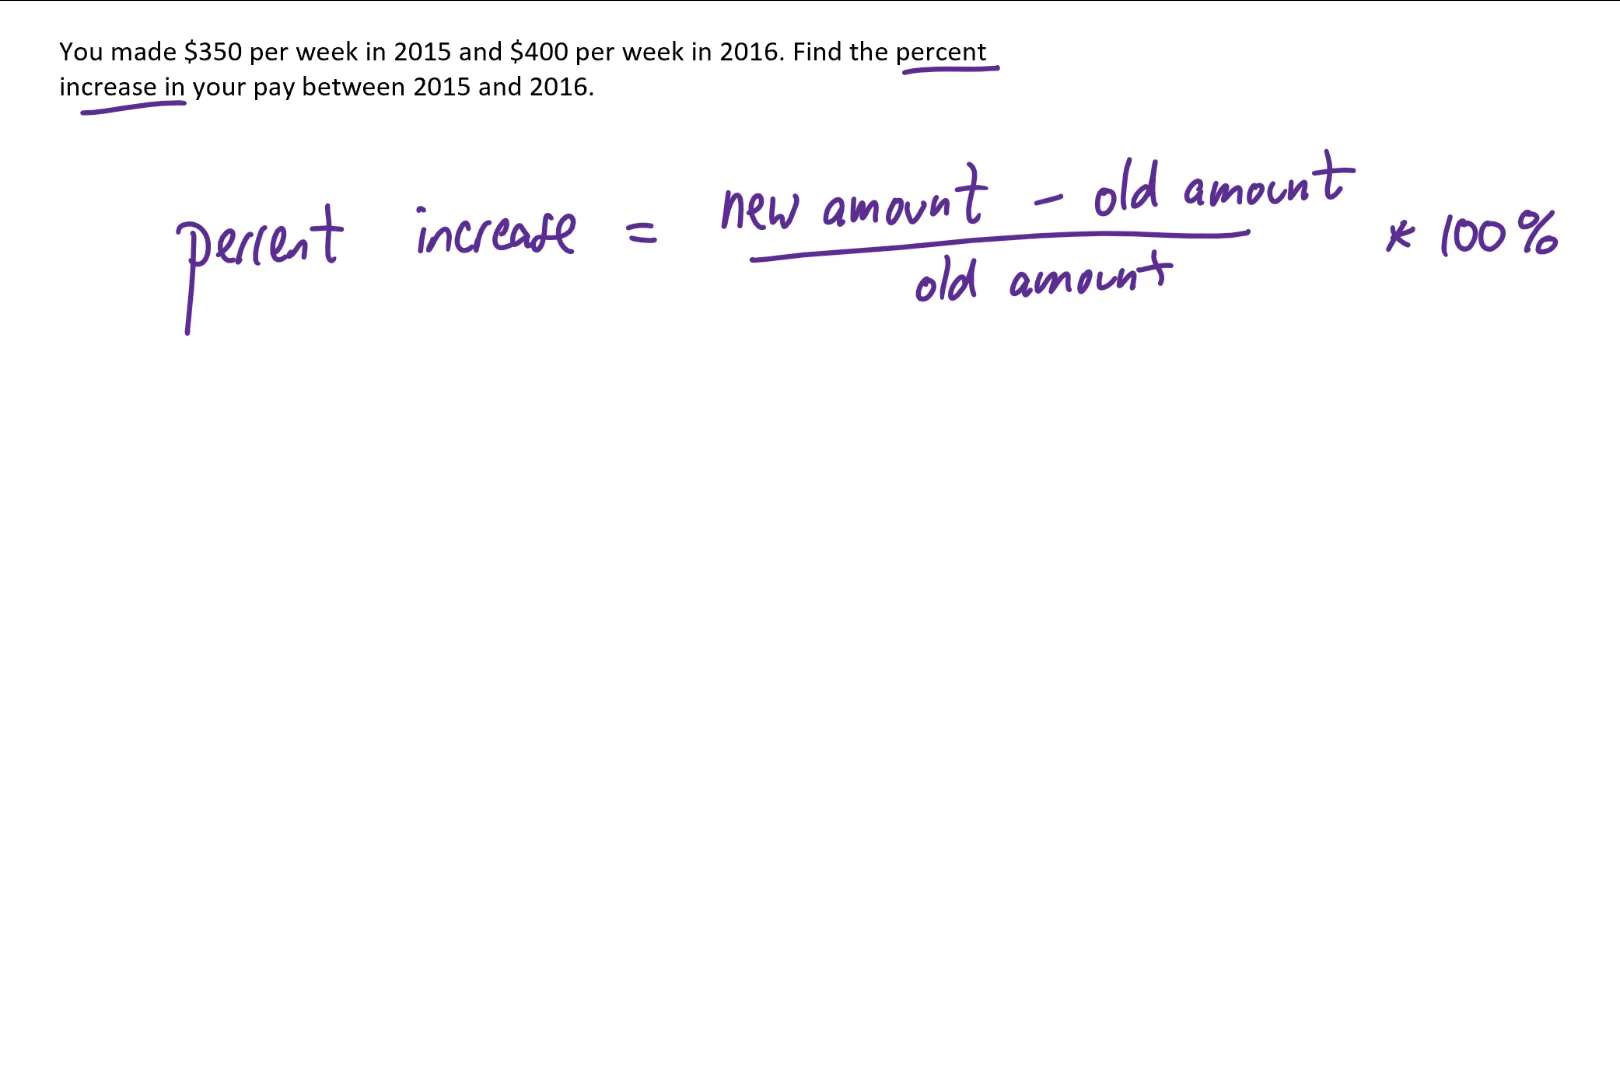 You made $350 per week in 2015 and $400 per week in 2016. Find the percent
increase in your pay between 2015 and 2016.
percent increase = new amount - old amount * 100%
old amount